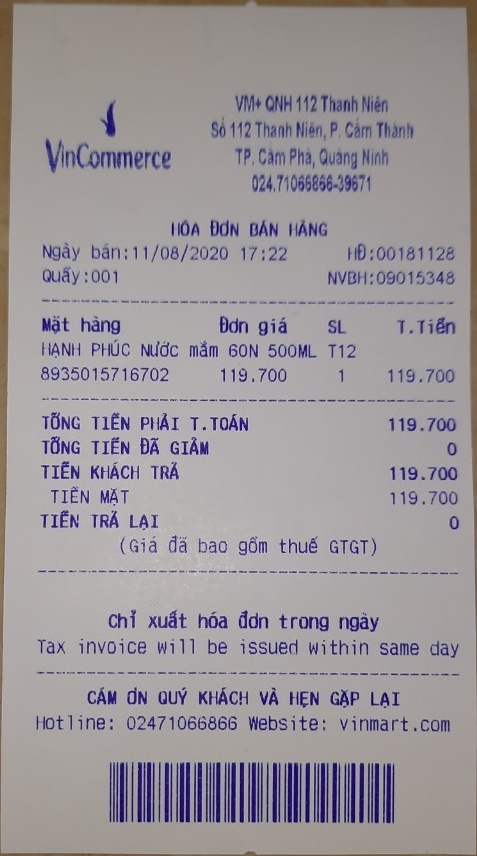 VinCommerce
VM+ QNH 112 Thanh Niên
Số 112 Thanh Niên, P. Cẩm Thành
TP. Cẩm Phả, Quảng Ninh
024.71066866-39671
HÓA ĐƠN BÁN HÀNG
Ngày bán:11/08/2020 17:22 HĐ:00181128
Quầy:001 NVBH:09015348
Mặt hàng Đơn giá SL T.Tiền
HẠNH PHÚC Nước mắm 60N 500ML T12
8935015716702 119.700 1 119.700
TỔNG TIỀN PHẢI T.TOÁN 119.700
TỔNG TIỀN ĐÃ GIẢM 0
TIỀN KHÁCH TRẢ 119.700
TIỀN MẶT 119.700
TIỀN TRẢ LẠI 0
(Giá đã bao gồm thuế GTGT)
Chỉ xuất hóa đơn trong ngày
Tax invoice will be issued within same day
CẢM ƠN QUÝ KHÁCH VÀ HẸN GẶP LẠI
Hotline: 02471066866 Website: vinmart.com